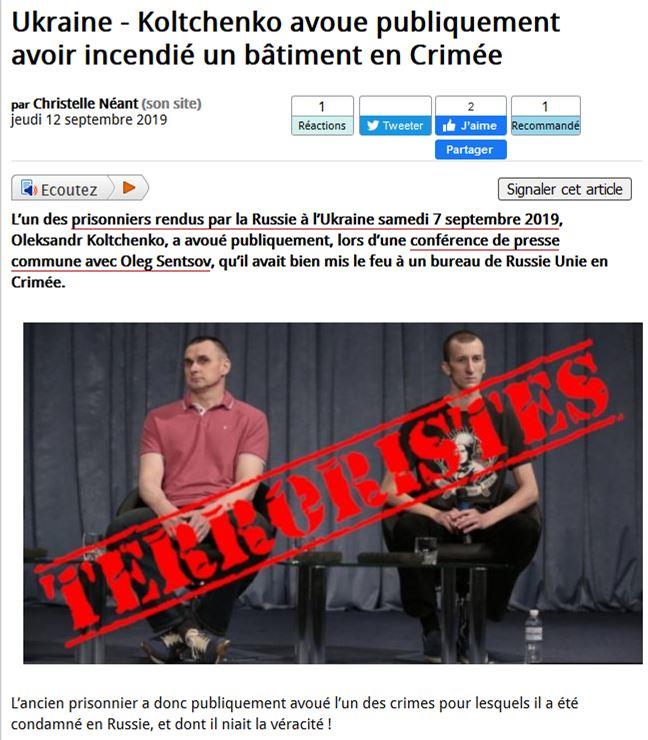 Ukraine - Koltchenko avoue publiquement
avoir incendié un bâtiment en Crimée
par Christelle Néant (son site)
jeudi 12 septembre 2019
1
Réactions
Tweeter
2
J'aime
Partager
1
Recommandé
Ecoutez
Signaler cet article
L'un des prisonniers rendus par la Russie à l'Ukraine samedi 7 septembre 2019,
Oleksandr Koltchenko, a avoué publiquement, lors d'une conférence de presse
commune avec Oleg Sentsov, qu'il avait bien mis le feu à un bureau de Russie Unie en
Crimée.
TERRORISTES
L'ancien prisonnier a donc publiquement avoué l'un des crimes pour lesquels il a été
condamné en Russie, et dont il niait la véracité !